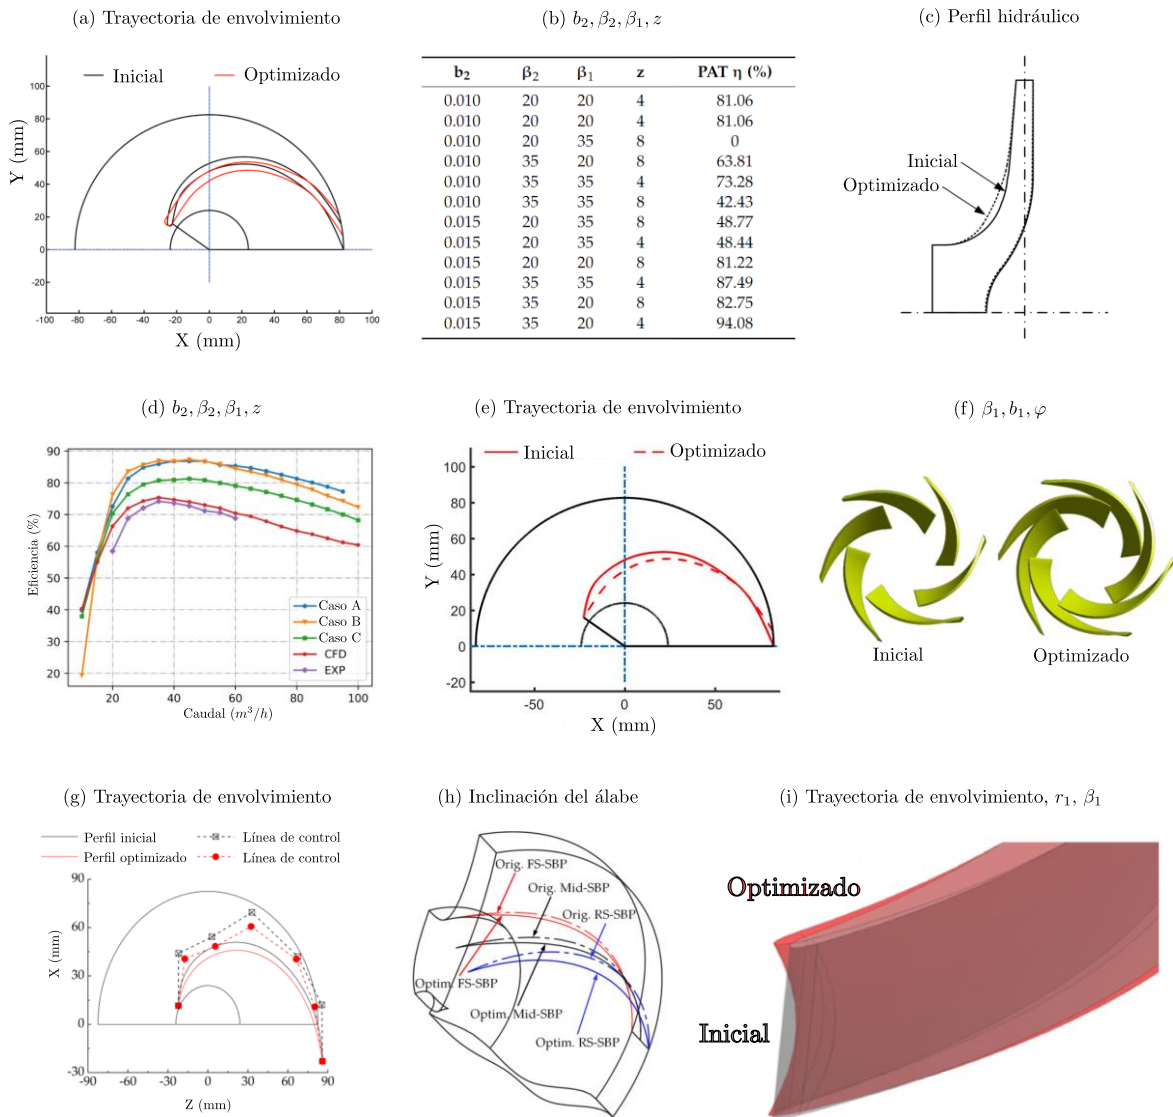 (a) Trayectoria de envolvimiento
Inicial
Optimizado
100
80
60
40
20
0
-20
Y (mm)
-100 -80 -60 -40 -20 0 20 40 60 80 100
X (mm)
(b) b₂, β₂, β₁, z
b₂ β₂ β₁ z PAT η (%)
0.010 20 20 4 81.06
0.010 20 20 4 81.06
0.010 20 35 8 0
0.010 35 20 8 63.81
0.010 35 35 4 73.28
0.010 35 35 8 42.43
0.015 20 35 8 48.77
0.015 20 35 4 48.44
0.015 20 20 8 81.22
0.015 35 35 4 87.49
0.015 35 20 8 82.75
0.015 35 20 4 94.08
(c) Perfil hidráulico
Inicial
Optimizado
(d) b₂, β₂, β₁, z
90
80
70
60
50
40
30
20
Eficiencia (%)
Caso A
Caso B
Caso C
CFD
EXP
20 40 60 80 100
Caudal (m³/h)
(e) Trayectoria de envolvimiento
Inicial
Optimizado
100
80
60
40
20
0
-20
Y (mm)
-50 0 50
X (mm)
(f) β₁, b₁, φ
Inicial
Optimizado
(g) Trayectoria de envolvimiento
Perfil inicial
Línea de control
Perfil optimizado
Línea de control
90
60
30
0
-30
X (mm)
-90 -60 -30 0 30 60 90
Z (mm)
(h) Inclinación del álabe
Orig. FS-SBP
Orig. Mid-SBP
Orig. RS-SBP
Optim. FS-SBP
Optim. Mid-SBP
Optim. RS-SBP
(i) Trayectoria de envolvimiento, r₁, β₁
Optimizado
Inicial